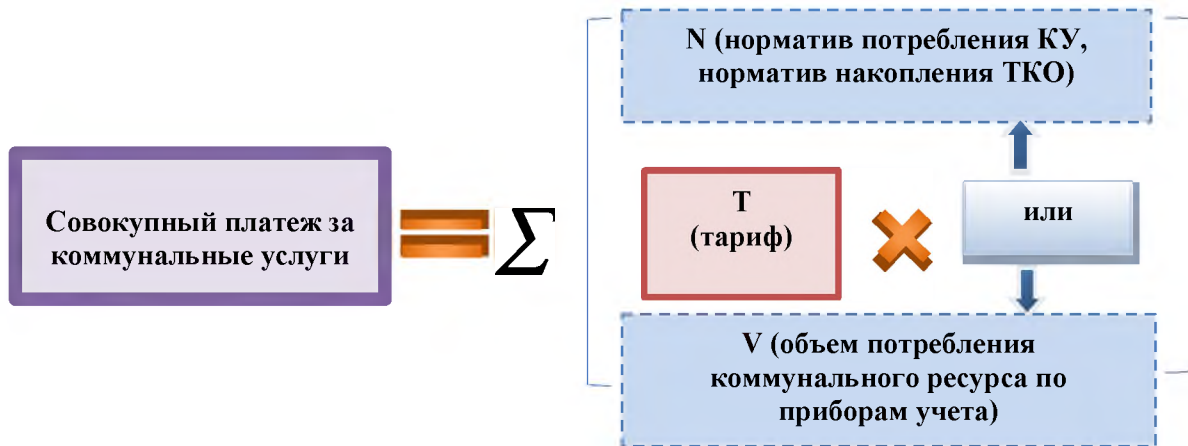 N (норматив потребления КУ,
норматив накопления ТКО)
Совокупный платеж за
коммунальные услуги
=
Σ
Т
(тариф)
×
или
V (объем потребления
коммунального ресурса по
приборам учета)